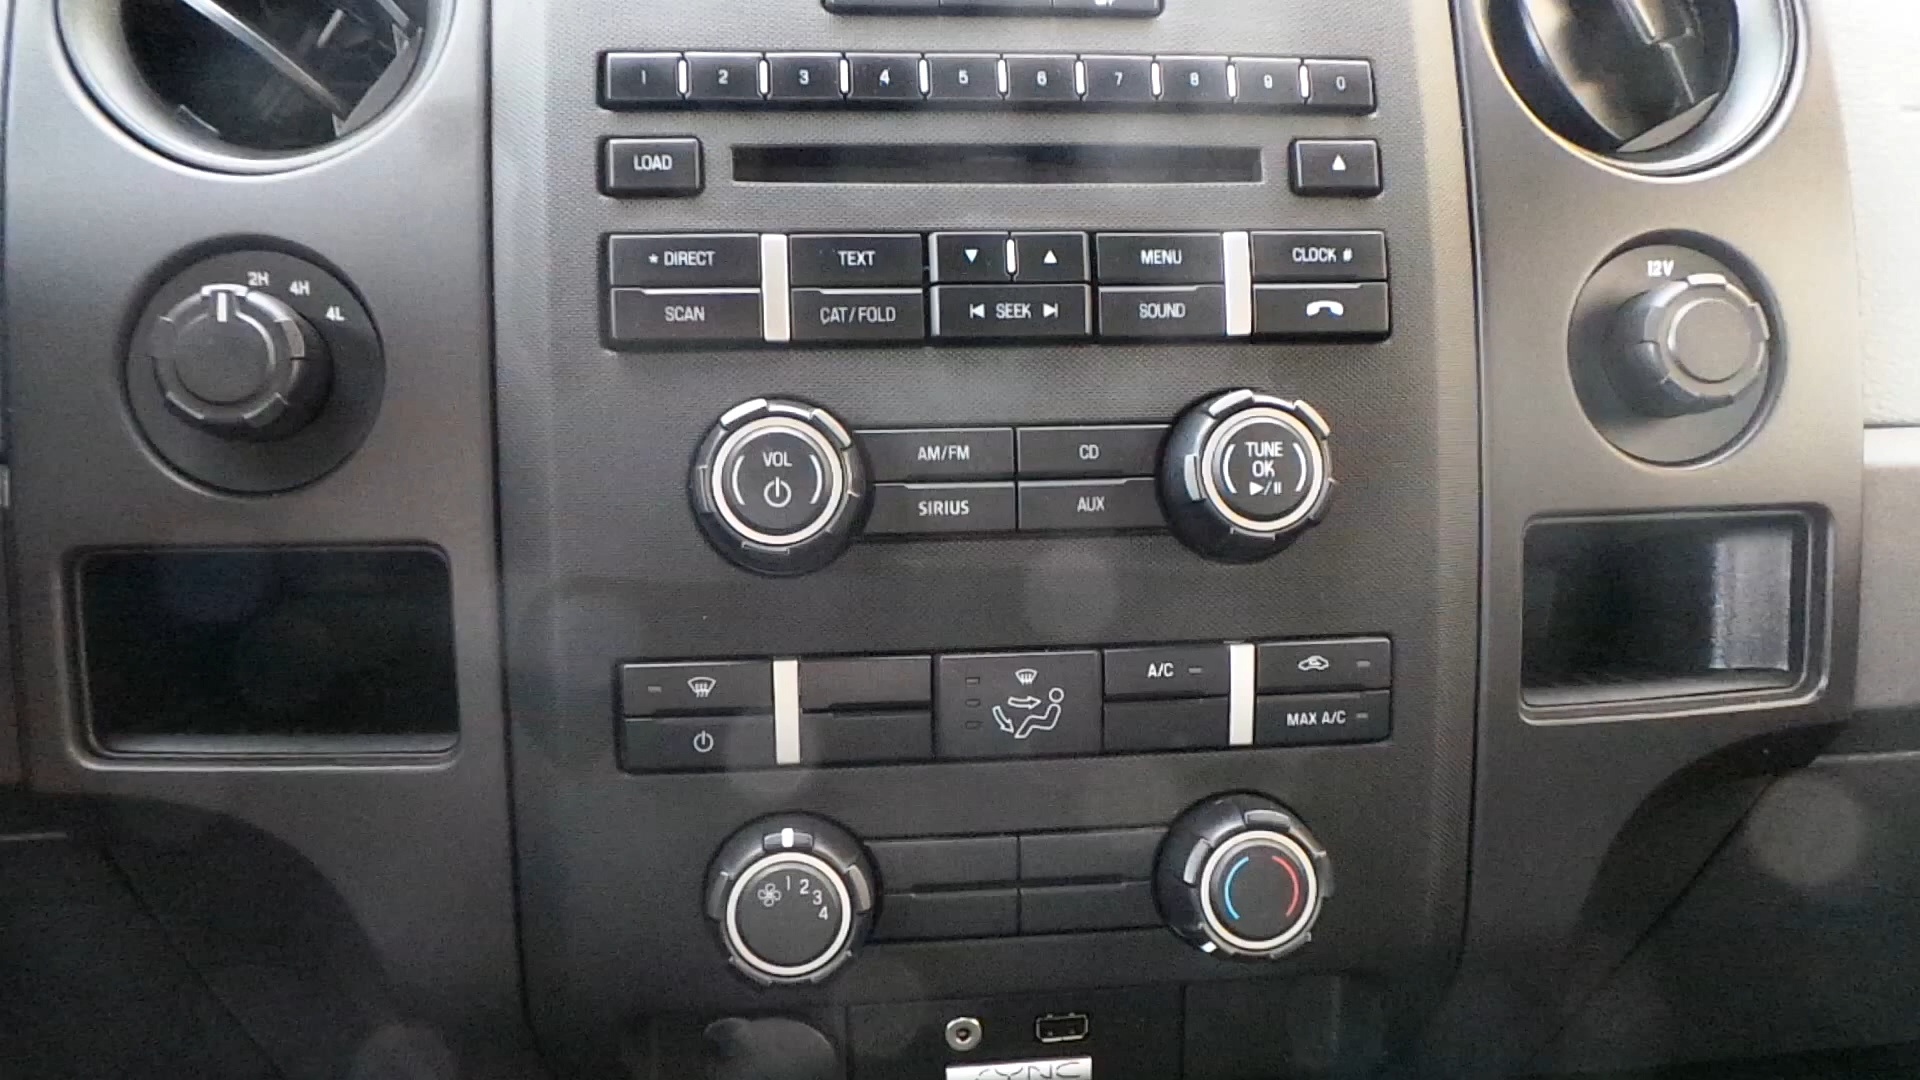 1 2 3 4 5 6 7 8 9 0
LOAD
* DIRECT TEXT MENU CLOCK #
SCAN CAT/FOLD SEEK SOUND
2H 4H 4L
12V
VOL
AM/FM CD
SIRIUS AUX
TUNE
OK
A/C
MAX A/C
1 2 3 4
SYNC